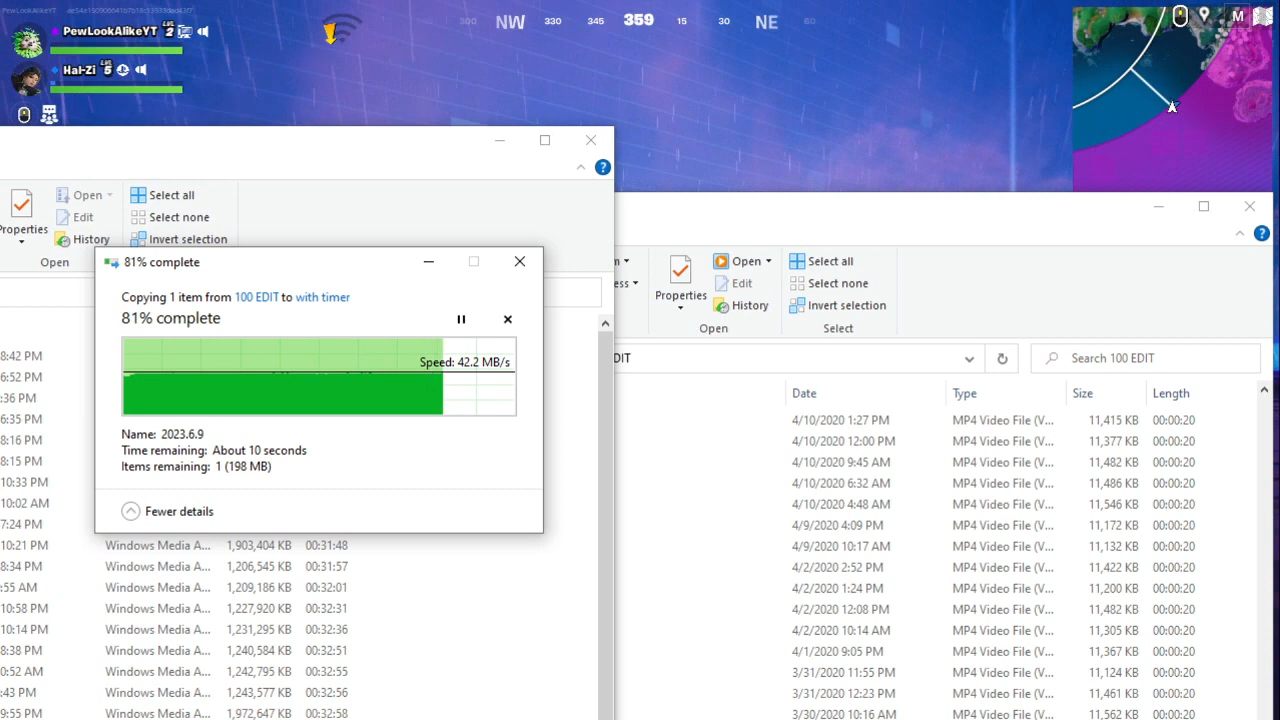 PewLookAlikeYT LVL 2
Hal-Zi LVL 5
300 NW 330 345 359 15 30 NE 60
M
Properties
Open
Edit
History
Open
Select all
Select none
Invert selection
81% complete
Copying 1 item from 100 EDIT to with timer
81% complete
Speed: 42.2 MB/s
Name: 2023.6.9
Time remaining: About 10 seconds
Items remaining: 1 (198 MB)
Fewer details
8:42 PM
6:52 PM
:36 PM
6:35 PM
8:16 PM
8:15 PM
10:33 PM
10:02 AM
7:24 PM
10:21 PM Windows Media A... 1,903,404 KB 00:31:48
8:34 PM Windows Media A... 1,206,545 KB 00:31:57
:55 AM Windows Media A... 1,209,186 KB 00:32:01
10:58 PM Windows Media A... 1,227,920 KB 00:32:31
10:14 PM Windows Media A... 1,231,295 KB 00:32:36
8:38 PM Windows Media A... 1,240,584 KB 00:32:51
0:52 AM Windows Media A... 1,242,795 KB 00:32:55
:43 PM Windows Media A... 1,243,577 KB 00:32:56
9:55 PM Windows Media A... 1,972,647 KB 00:32:58
Properties
Open
Edit
History
Open
Select all
Select none
Invert selection
Select
DIT
Search 100 EDIT
Date Type Size Length
4/10/2020 1:27 PM MP4 Video File (V... 11,415 KB 00:00:20
4/10/2020 12:00 PM MP4 Video File (V... 11,377 KB 00:00:20
4/10/2020 9:45 AM MP4 Video File (V... 11,482 KB 00:00:20
4/10/2020 6:32 AM MP4 Video File (V... 11,486 KB 00:00:20
4/10/2020 4:48 AM MP4 Video File (V... 11,546 KB 00:00:20
4/9/2020 4:09 PM MP4 Video File (V... 11,172 KB 00:00:20
4/9/2020 10:17 AM MP4 Video File (V... 11,132 KB 00:00:20
4/2/2020 2:52 PM MP4 Video File (V... 11,422 KB 00:00:20
4/2/2020 1:24 PM MP4 Video File (V... 11,200 KB 00:00:20
4/2/2020 12:08 PM MP4 Video File (V... 11,482 KB 00:00:20
4/2/2020 10:14 AM MP4 Video File (V... 11,305 KB 00:00:20
4/1/2020 9:05 PM MP4 Video File (V... 11,367 KB 00:00:20
3/31/2020 11:55 PM MP4 Video File (V... 11,124 KB 00:00:20
3/31/2020 12:23 PM MP4 Video File (V... 11,461 KB 00:00:20
3/30/2020 10:16 AM MP4 Video File (V... 11,562 KB 00:00:20